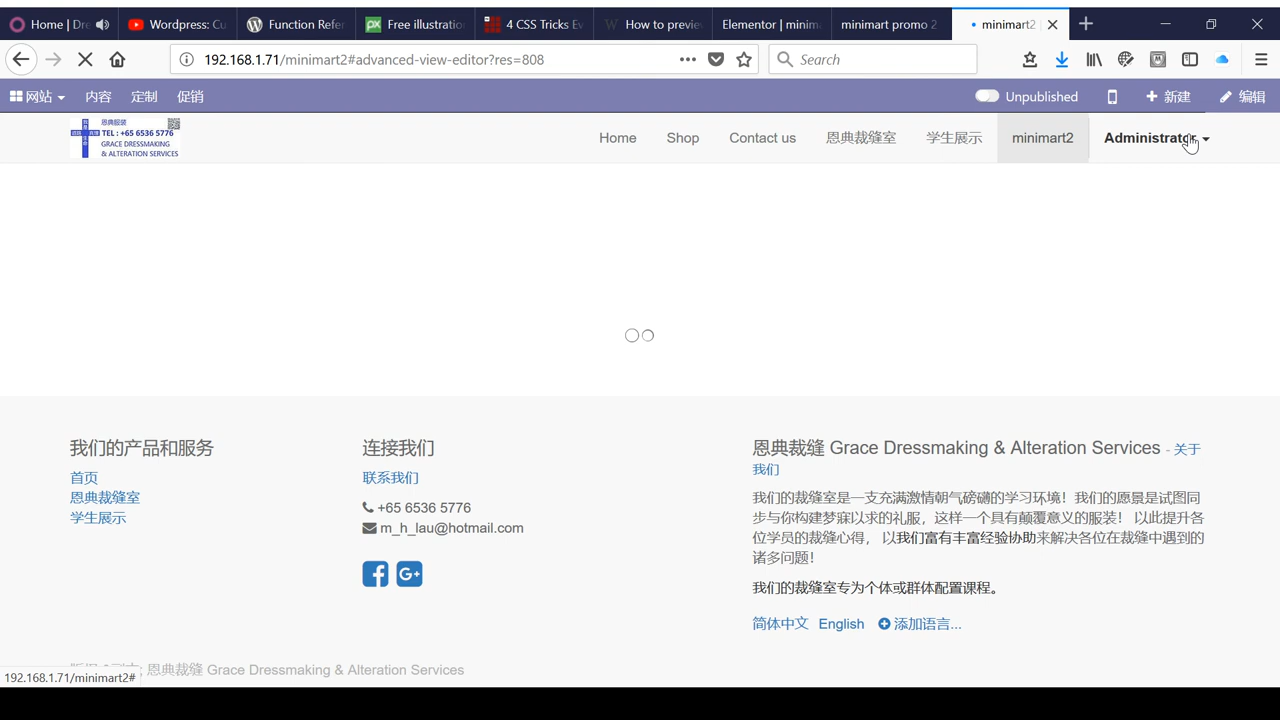 Home | Dre
Wordpress: Cu
Function Refer
Free illustratio
4 CSS Tricks Ev
How to previe
Elementor | minim
minimart promo 2
minimart2
192.168.1.71/minimart2#advanced-view-editor?res=808
Search
网站 内容 定制 促销
Unpublished 新建 编辑
恩典服装
TEL : +65 6536 5776
GRACE DRESSMAKING
& ALTERATION SERVICES
Home Shop Contact us 恩典裁缝室 学生展示 minimart2 Administrator
我们的产品和服务
首页
恩典裁缝室
学生展示
连接我们
联系我们
+65 6536 5776
m_h_lau@hotmail.com
恩典裁缝 Grace Dressmaking & Alteration Services - 关于
我们
我们的裁缝室是一支充满激情朝气磅礴的学习环境！我们的愿景是试图同
步与你构建梦寐以求的礼服，这样一个具有颠覆意义的服装！ 以此提升各
位学员的裁缝心得， 以我们富有丰富经验协助来解决各位在裁缝中遇到的
诸多问题！
我们的裁缝室专为个体或群体配置课程。
简体中文 English 添加语言...
恩典裁缝 Grace Dressmaking & Alteration Services
192.168.1.71/minimart2#